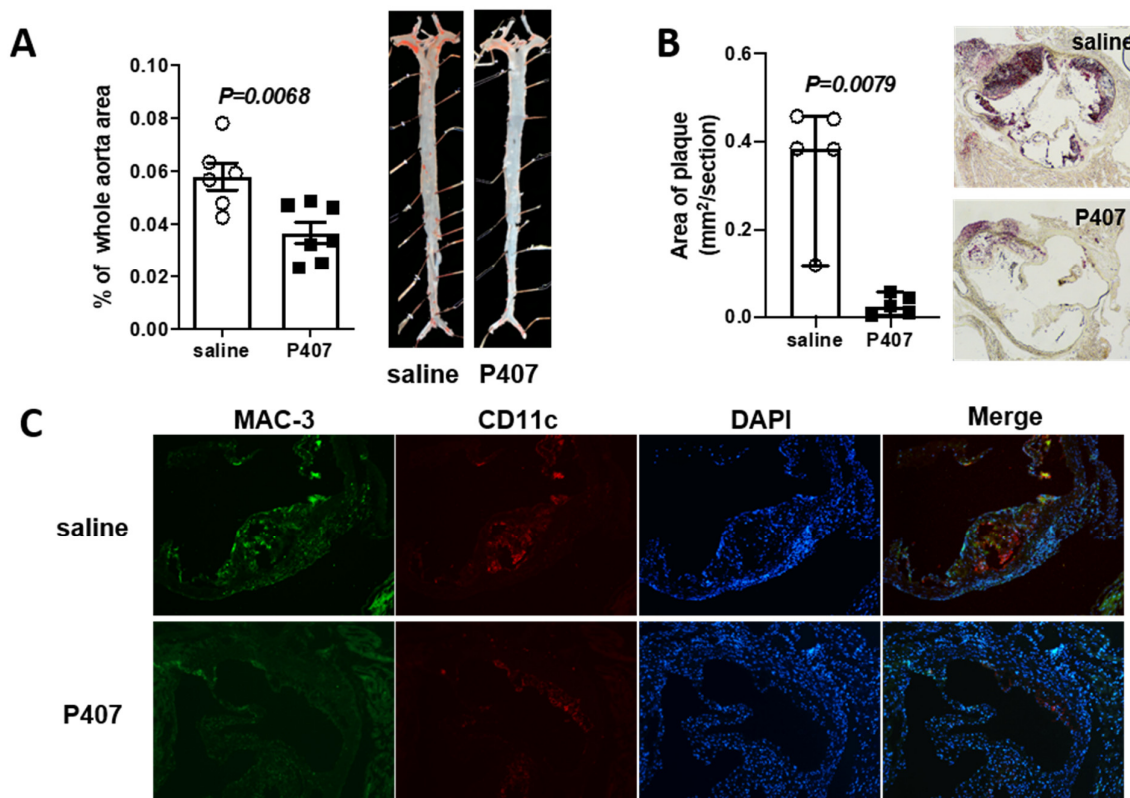 A
% of whole aorta area
0.10
0.08
0.06
0.04
0.02
0.00
P=0.0068
saline
P407
saline
P407
B
Area of plaque
(mm²/section)
0.6
0.4
0.2
0.0
P=0.0079
saline
P407
saline
P407
C
MAC-3
CD11c
DAPI
Merge
saline
P407